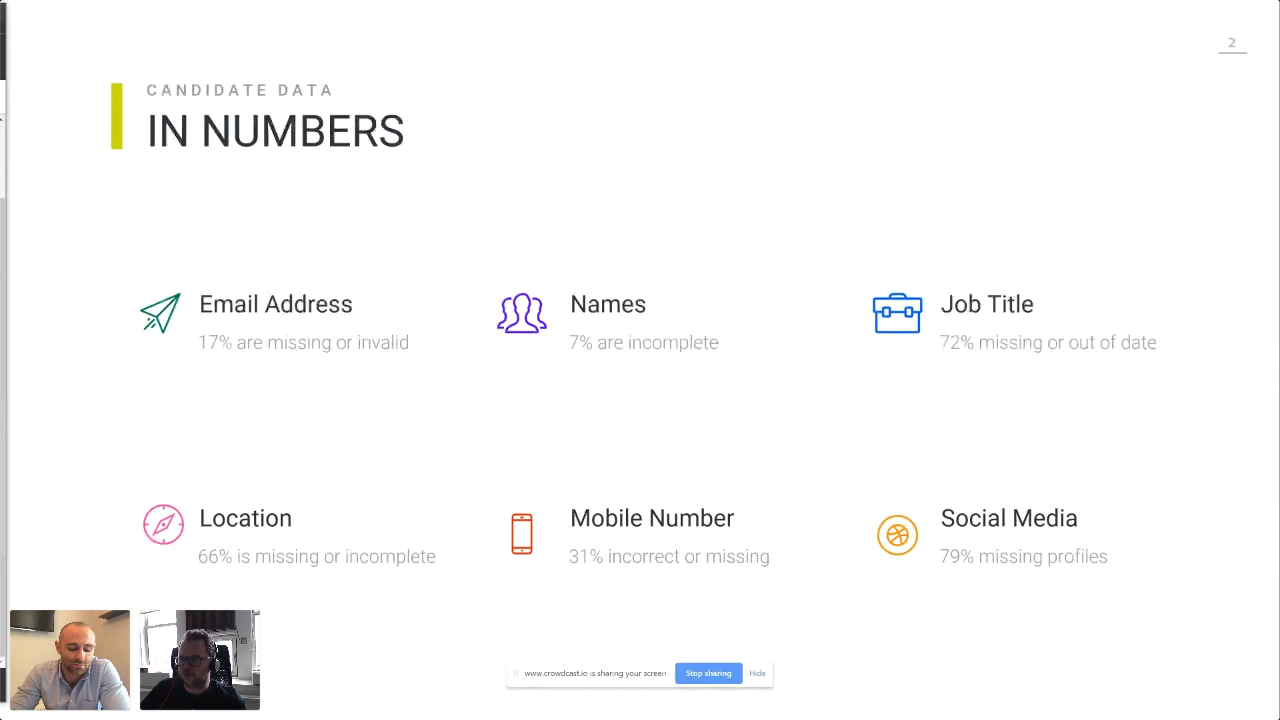 2
CANDIDATE DATA
IN NUMBERS
Email Address
17% are missing or invalid
Names
7% are incomplete
Job Title
72% missing or out of date
Location
66% is missing or incomplete
Mobile Number
31% incorrect or missing
Social Media
79% missing profiles
www.crowdcast.io is sharing your screen.
Stop sharing
Hide